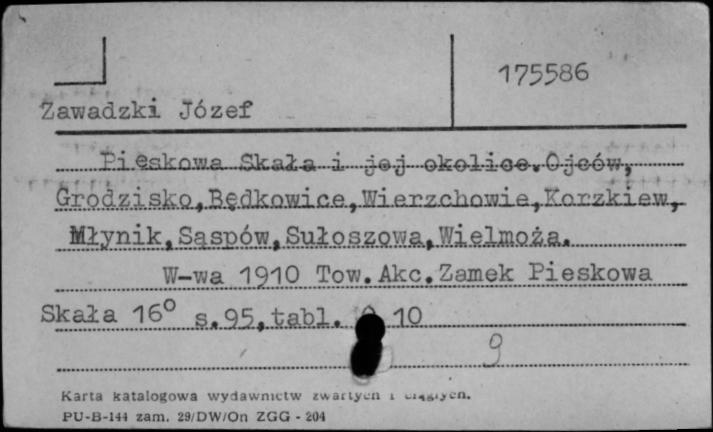 175586
Zawadzki Józef
Pieskowa Skała i jej okolice.Ojców,
Grodzisko,Będkowice,Wierzchowie,Korzkiew,
Młynik,Sąspów,Sułoszowa,Wielmoża.
W-wa 1910 Tow.Akc.Zamek Pieskowa
Skała 16° s.95,tabl. 10
9
Karta katalogowa wydawnictw zwartych i ciągłych.
PU-B-144 zam. 29/DW/On ZGG - 204